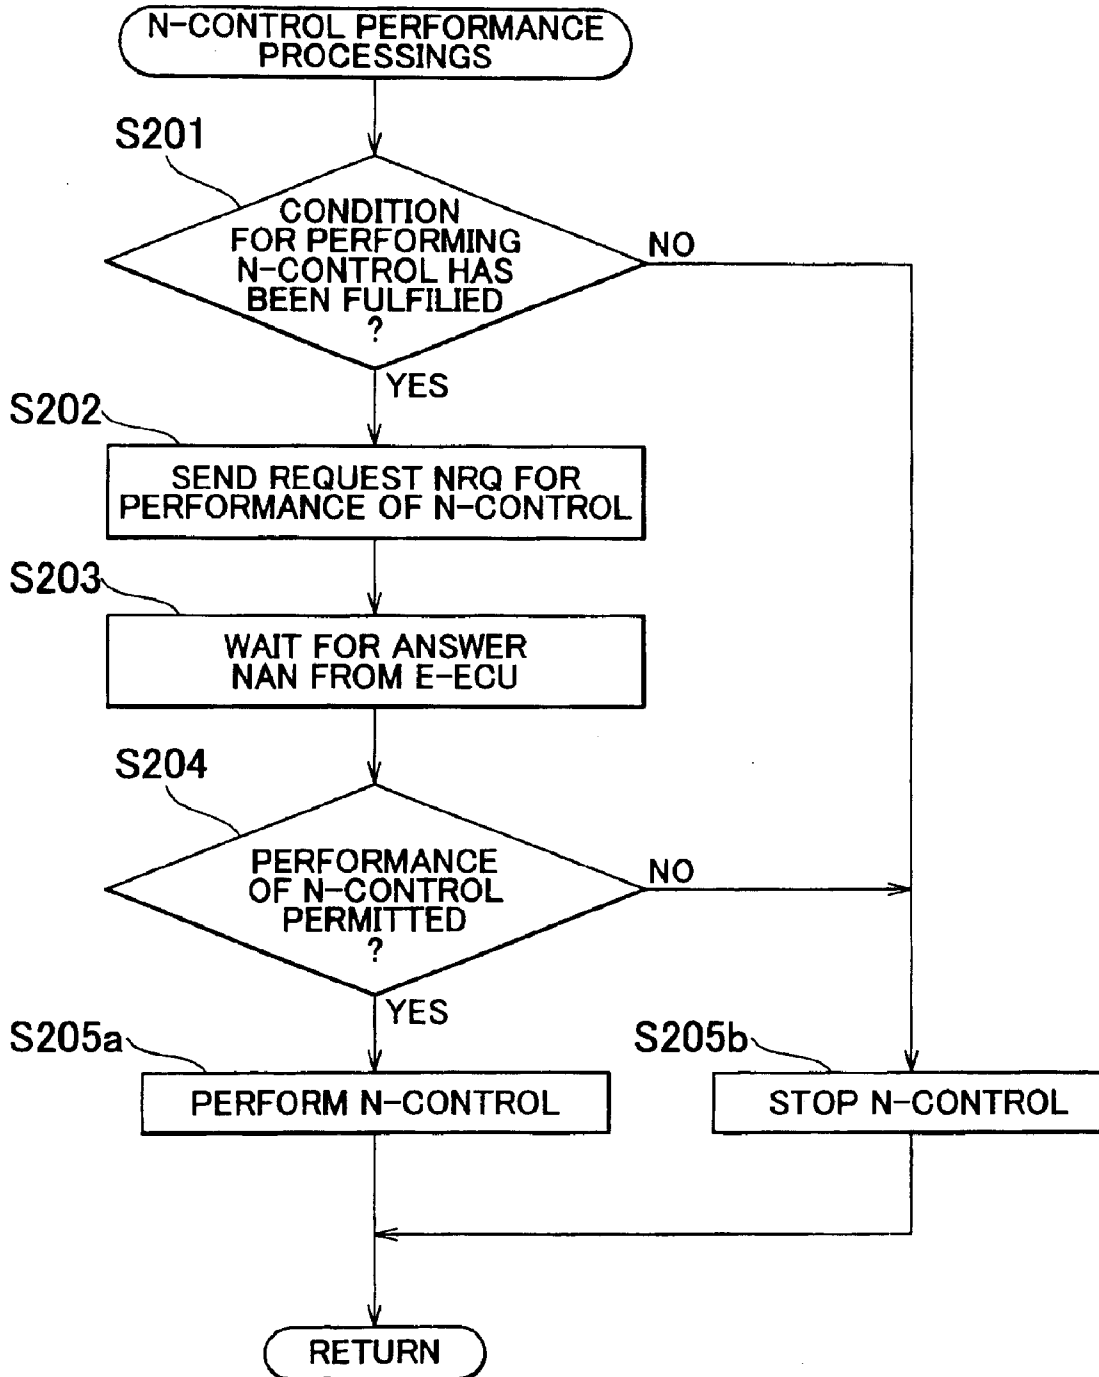 N-CONTROL PERFORMANCE
PROCESSINGS
S201
CONDITION
FOR PERFORMING
N-CONTROL HAS
BEEN FULFILIED
?
NO
YES
S202
SEND REQUEST NRQ FOR
PERFORMANCE OF N-CONTROL
S203
WAIT FOR ANSWER
NAN FROM E-ECU
S204
PERFORMANCE
OF N-CONTROL
PERMITTED
?
NO
YES
S205a
PERFORM N-CONTROL
S205b
STOP N-CONTROL
RETURN